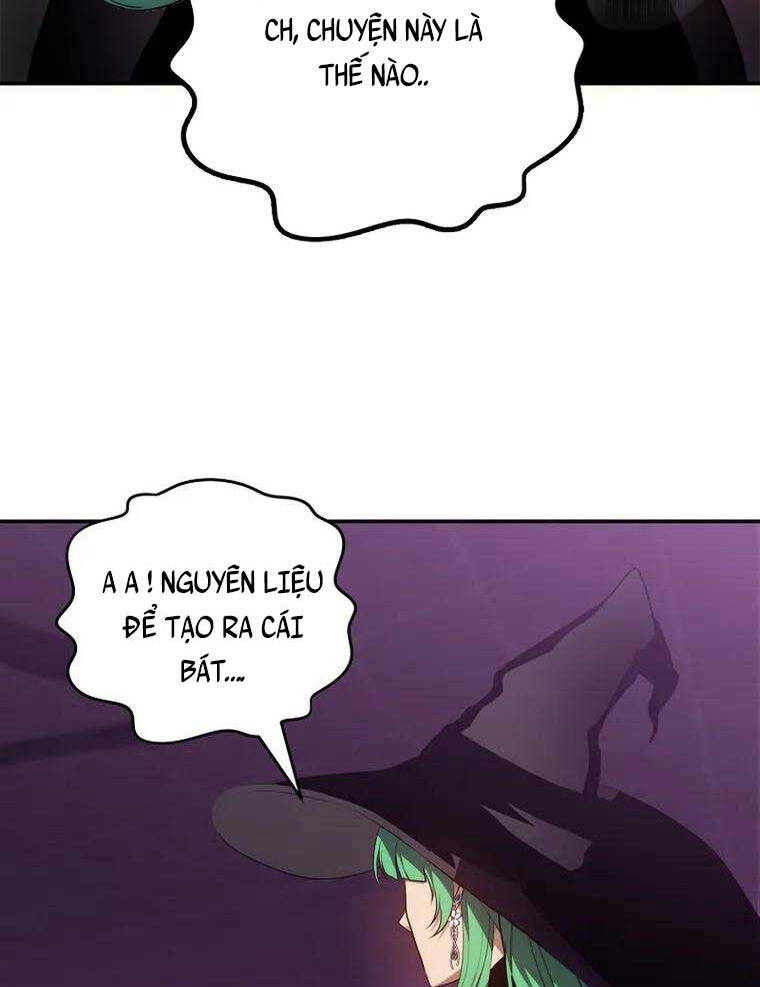 CH, CHUYỆN NÀY LÀ
THẾ NÀO..
A A! NGUYÊN LIỆU
ĐỂ TẠO RA CÁI
BÁT....